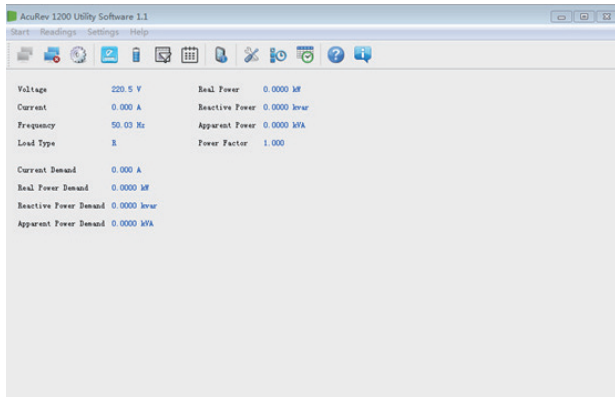 AcuRev 1200 Utility Software 1.1
Start Readings Settings Help
Voltage 220.5 V Real Power 0.0000 kW
Current 0.000 A Reactive Power 0.0000 kvar
Frequency 50.03 Hz Apparent Power 0.0000 kVA
Load Type R Power Factor 1.000
Current Demand 0.000 A
Real Power Demand 0.0000 kW
Reactive Power Demand 0.0000 kvar
Apparent Power Demand 0.0000 kVA